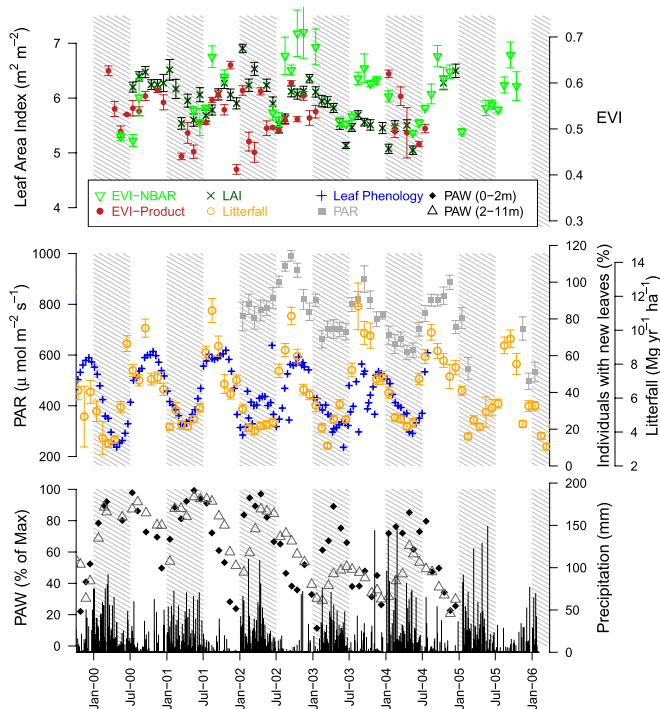 Leaf Area Index (m² m⁻²)
7
6
5
4
EVI
0.7
0.6
0.5
0.4
0.3
EVI−NBAR
LAI
Leaf Phenology
PAW (0−2m)
EVI−Product
Litterfall
PAR
PAW (2−11m)
PAR (µ mol m⁻² s⁻¹)
1000
800
600
400
200
120
100
80
60
40
20
0
Individuals with new leaves (%)
14
12
10
8
6
4
2
Litterfall (Mg yr⁻¹ ha⁻¹)
PAW (% of Max)
100
80
60
40
20
0
200
150
100
50
0
Precipitation (mm)
Jan−00
Jul−00
Jan−01
Jul−01
Jan−02
Jul−02
Jan−03
Jul−03
Jan−04
Jul−04
Jan−05
Jul−05
Jan−06